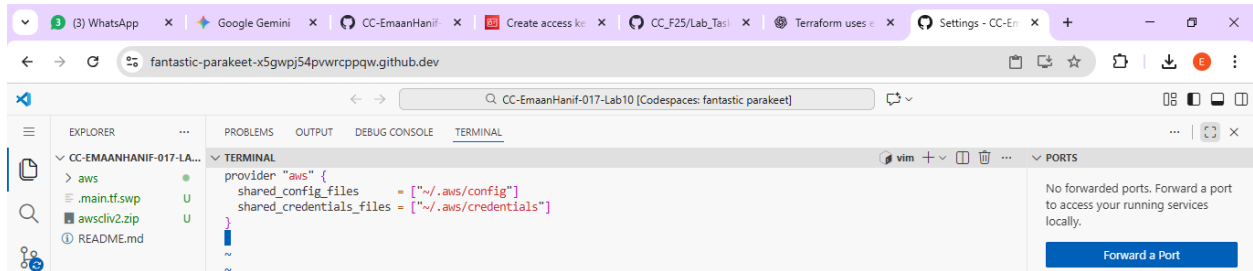 3 (3) WhatsApp
Google Gemini
CC-EmaanHanif-
Create access ke
CC_F25/Lab_Tas
Terraform uses e
Settings - CC-Em
fantastic-parakeet-x5gwpj54pvwrcppqw.github.dev
E
CC-EmaanHanif-017-Lab10 [Codespaces: fantastic parakeet]
EXPLORER ...
PROBLEMS OUTPUT DEBUG CONSOLE TERMINAL ...
CC-EMAANHANIF-017-LA...
TERMINAL
vim
PORTS
aws
.main.tf.swp U
awscliv2.zip U
README.md
provider "aws" {
shared_config_files = ["~/.aws/config"]
shared_credentials_files = ["~/.aws/credentials"]
}
~
~
No forwarded ports. Forward a port
to access your running services
locally.
Forward a Port